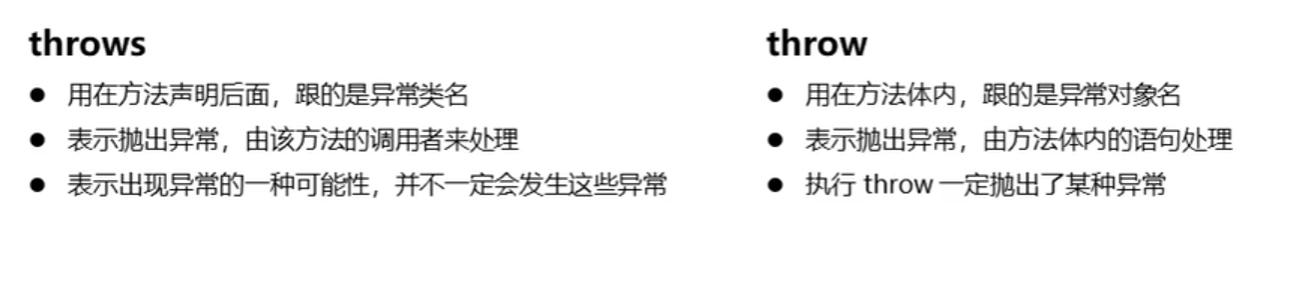 throws
● 用在方法声明后面，跟的是异常类名
● 表示抛出异常，由该方法的调用者来处理
● 表示出现异常的一种可能性，并不一定会发生这些异常
throw
● 用在方法体内，跟的是异常对象名
● 表示抛出异常，由方法体内的语句处理
● 执行 throw 一定抛出了某种异常